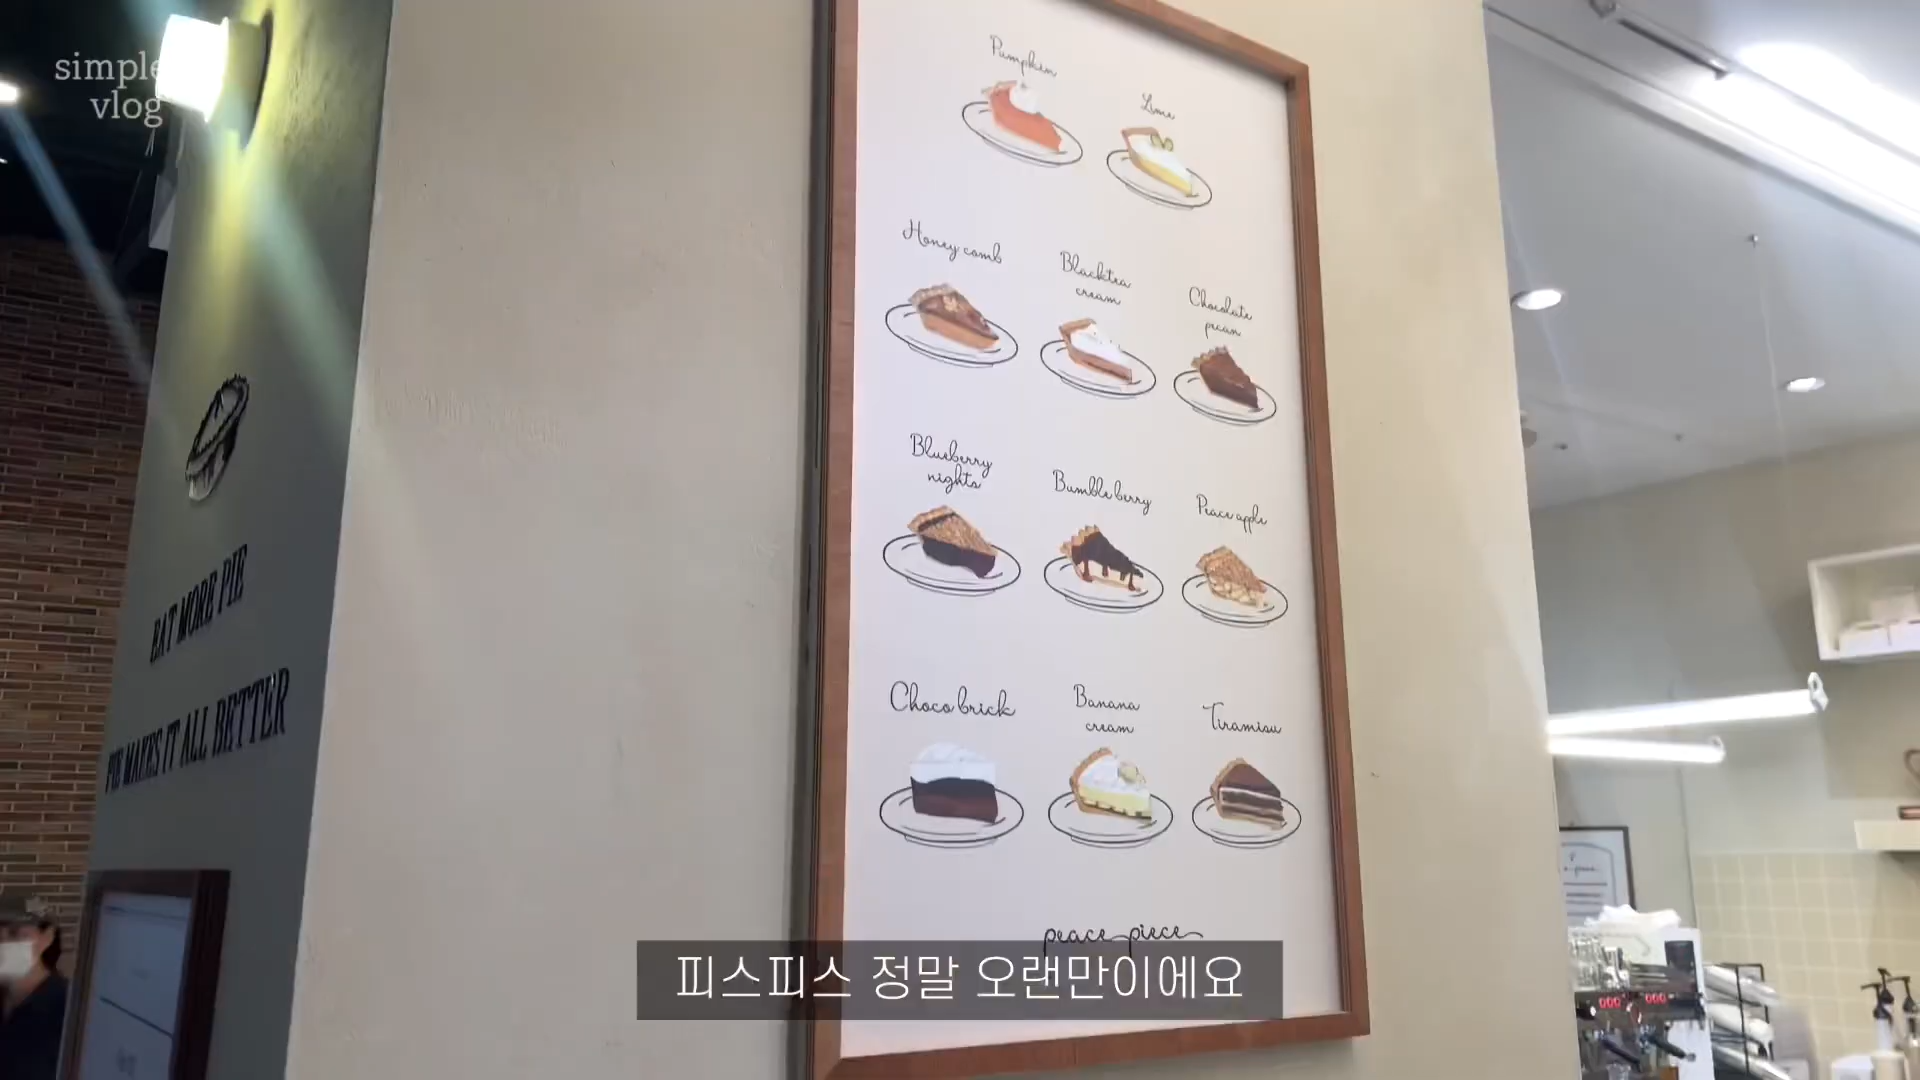 simple
vlog
Pumpkin
Lime
Honey comb
Blacktea
cream
Chocolate
pecan
Blueberry
nights
Bumble berry
Peace apple
Choco brick
Banana
cream
Tiramisu
peace piece
EAT MORE PIE
PIE MAKES IT ALL BETTER
000 000
피스피스 정말 오랜만이에요